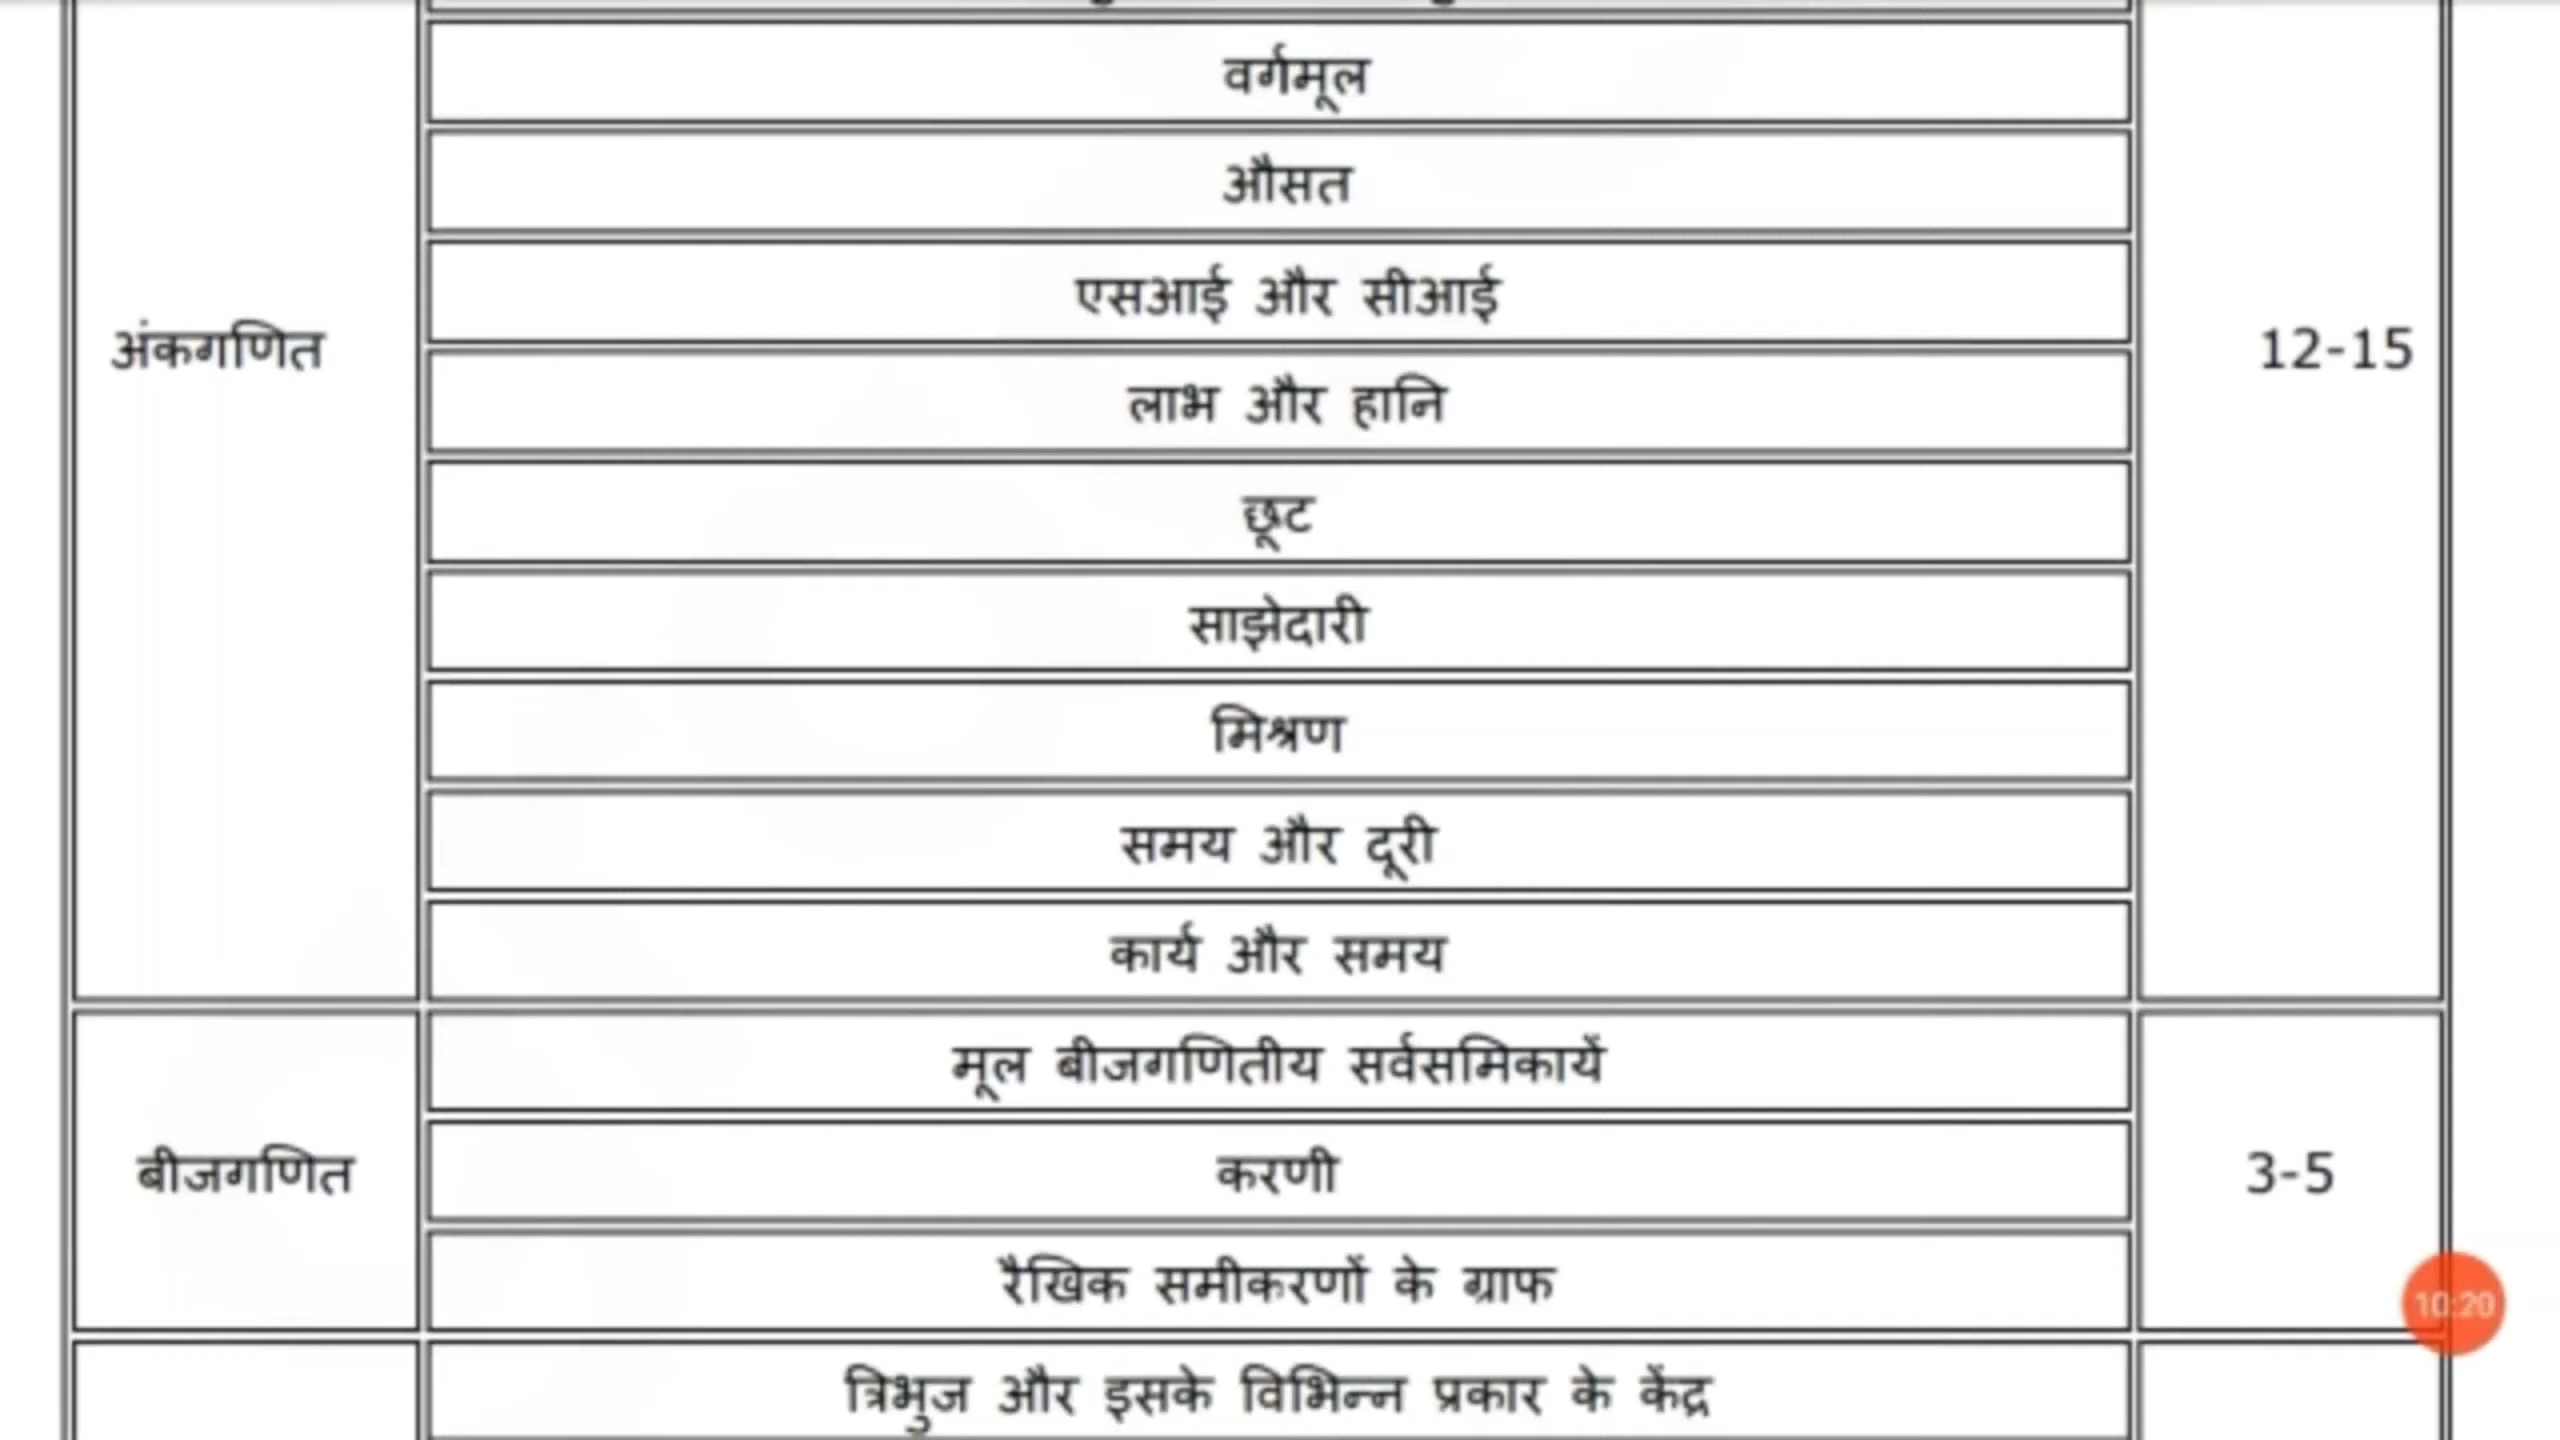 वर्गमूल
औसत
एसआई और सीआई
अंकगणित
12-15
लाभ और हानि
छूट
साझेदारी
मिश्रण
समय और दूरी
कार्य और समय
मूल बीजगणितीय सर्वसमिकायें
बीजगणित
करणी
3-5
रैखिक समीकरणों के ग्राफ
10:20
त्रिभुज और इसके विभिन्न प्रकार के केंद्र